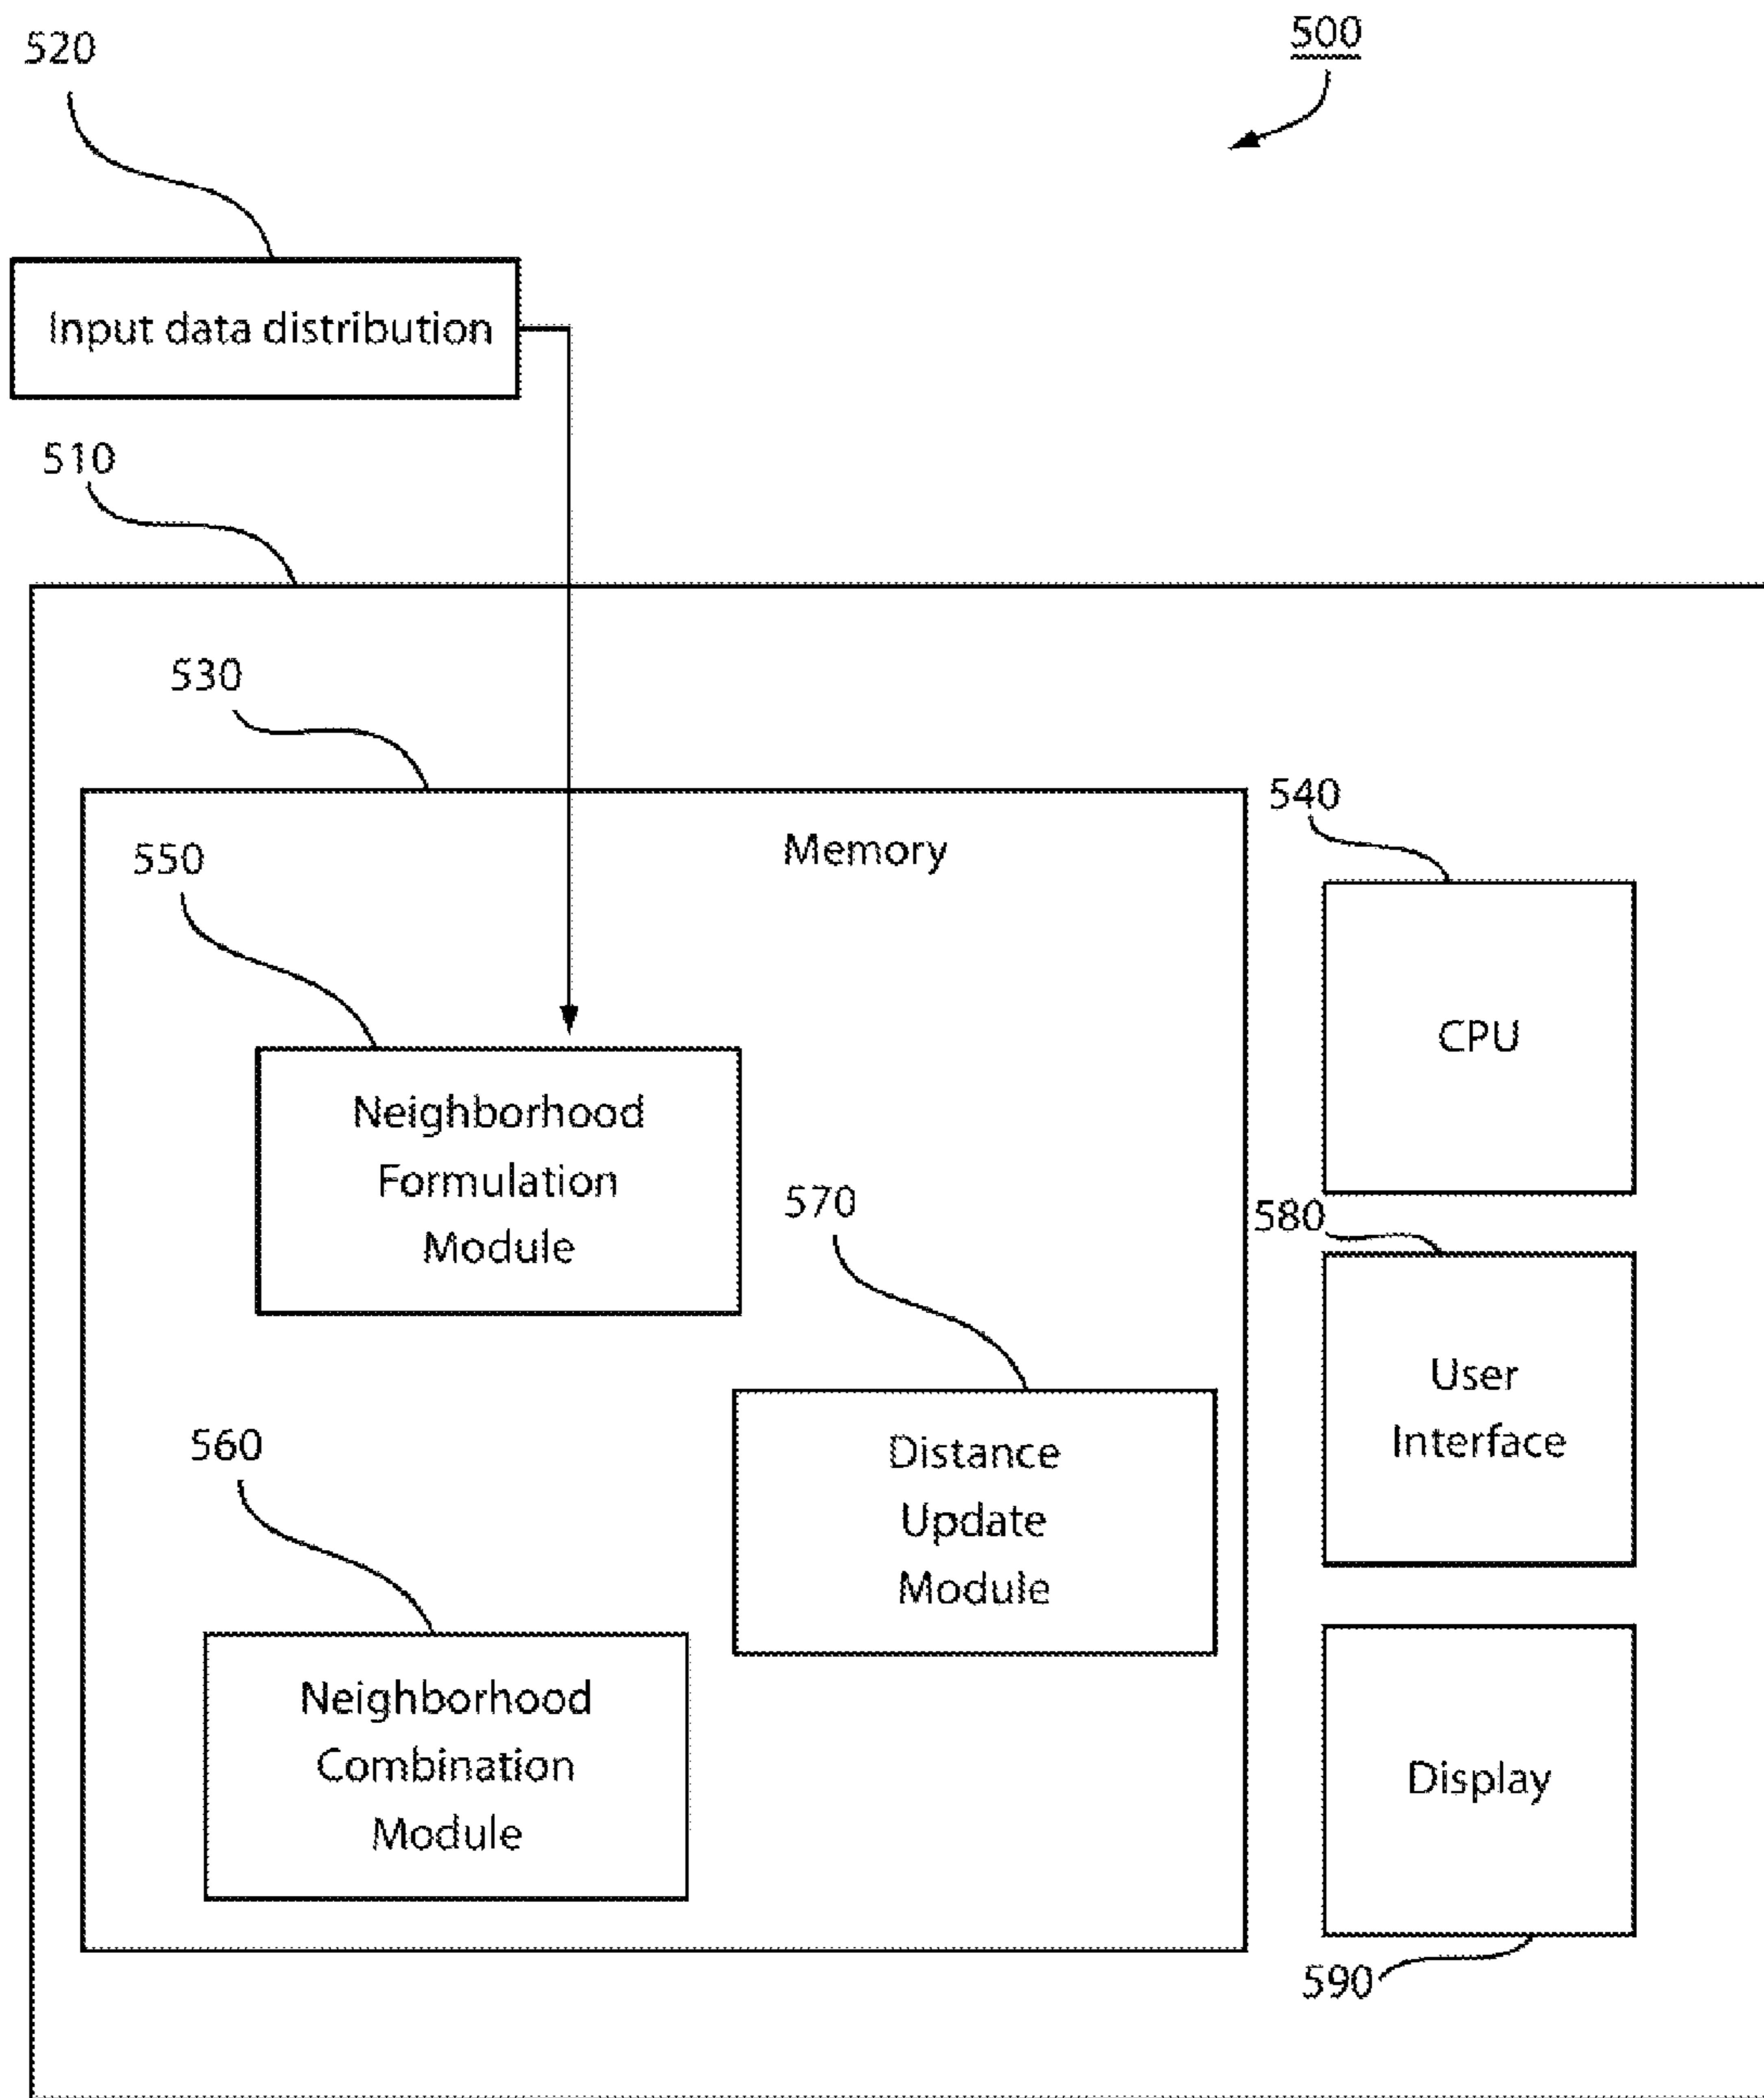 520
500
Input data distribution
510
530
540
550
Memory
CPU
Neighborhood
Formulation
Module
570
580
User
Interface
560
Distance
Update
Module
Neighborhood
Combination
Module
Display
590